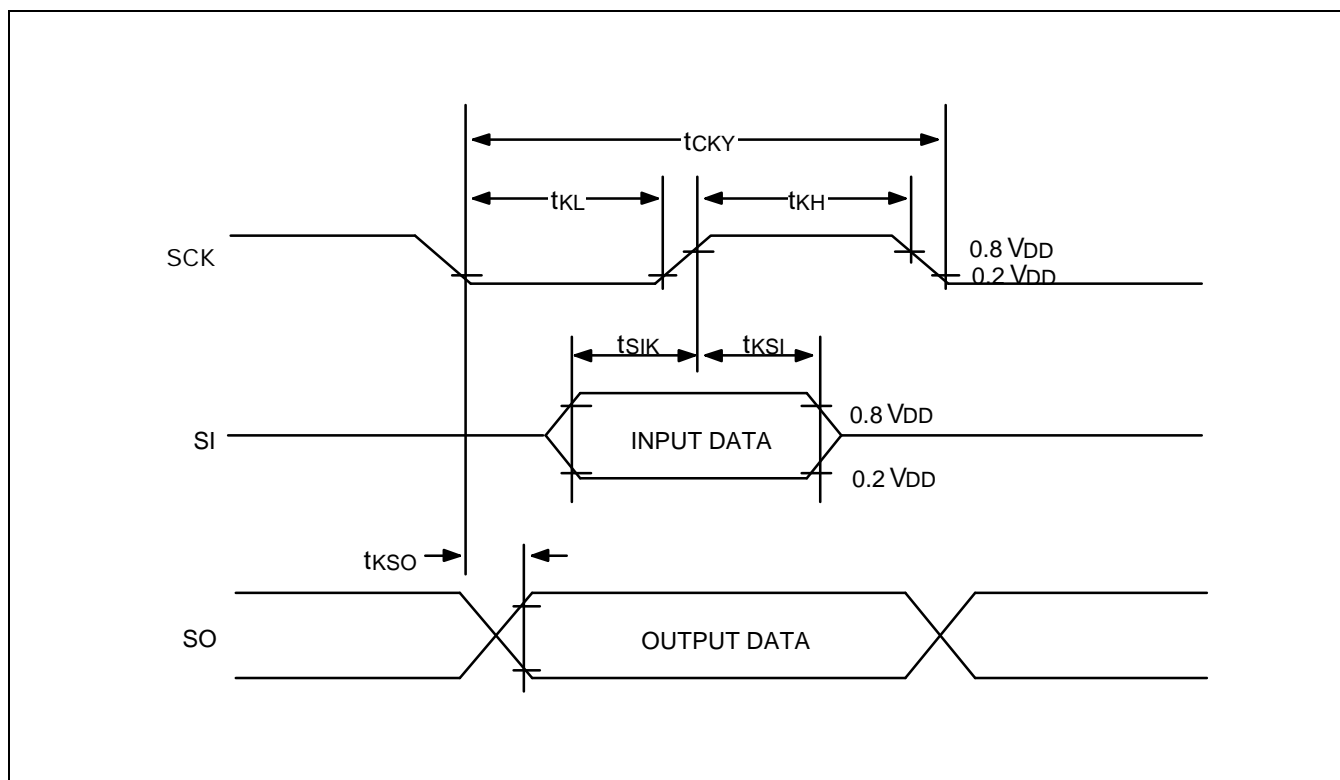 tCKY
tKL
tKH
SCK
0.8 VDD
0.2 VDD
tSIK
tKSI
SI
INPUT DATA
0.8 VDD
0.2 VDD
tKSO
SO
OUTPUT DATA